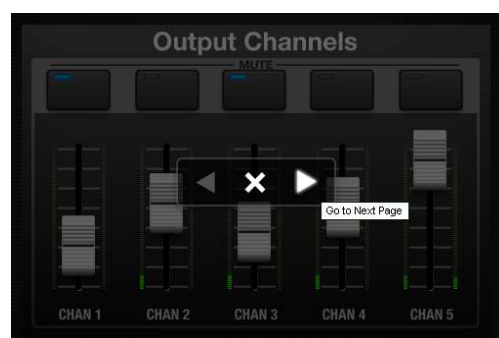 Output Channels
MUTE
Go to Next Page
CHAN 1 CHAN 2 CHAN 3 CHAN 4 CHAN 5